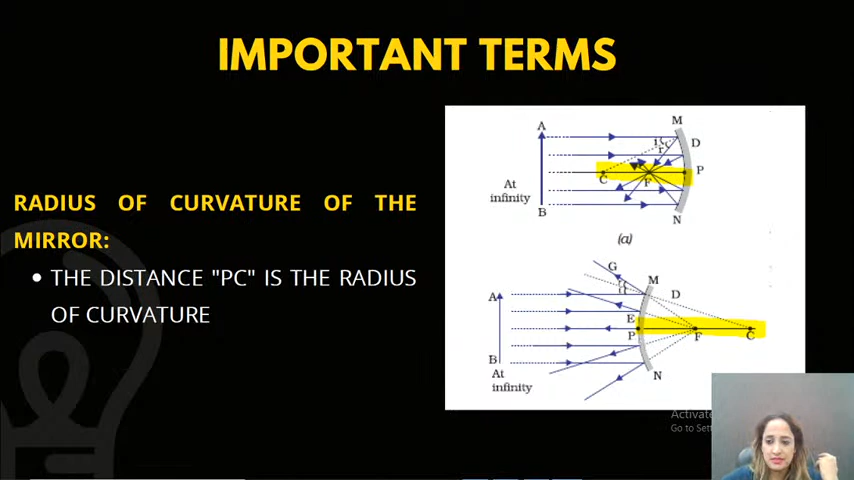 IMPORTANT TERMS
RADIUS OF CURVATURE OF THE
MIRROR:
• THE DISTANCE "PC" IS THE RADIUS
OF CURVATURE
A
M
D
i
r
At
infinity
C
F
P
B
N
(a)
G
M
A
D
E
P
F
C
B
At
infinity
N
Activate
Go to Sett